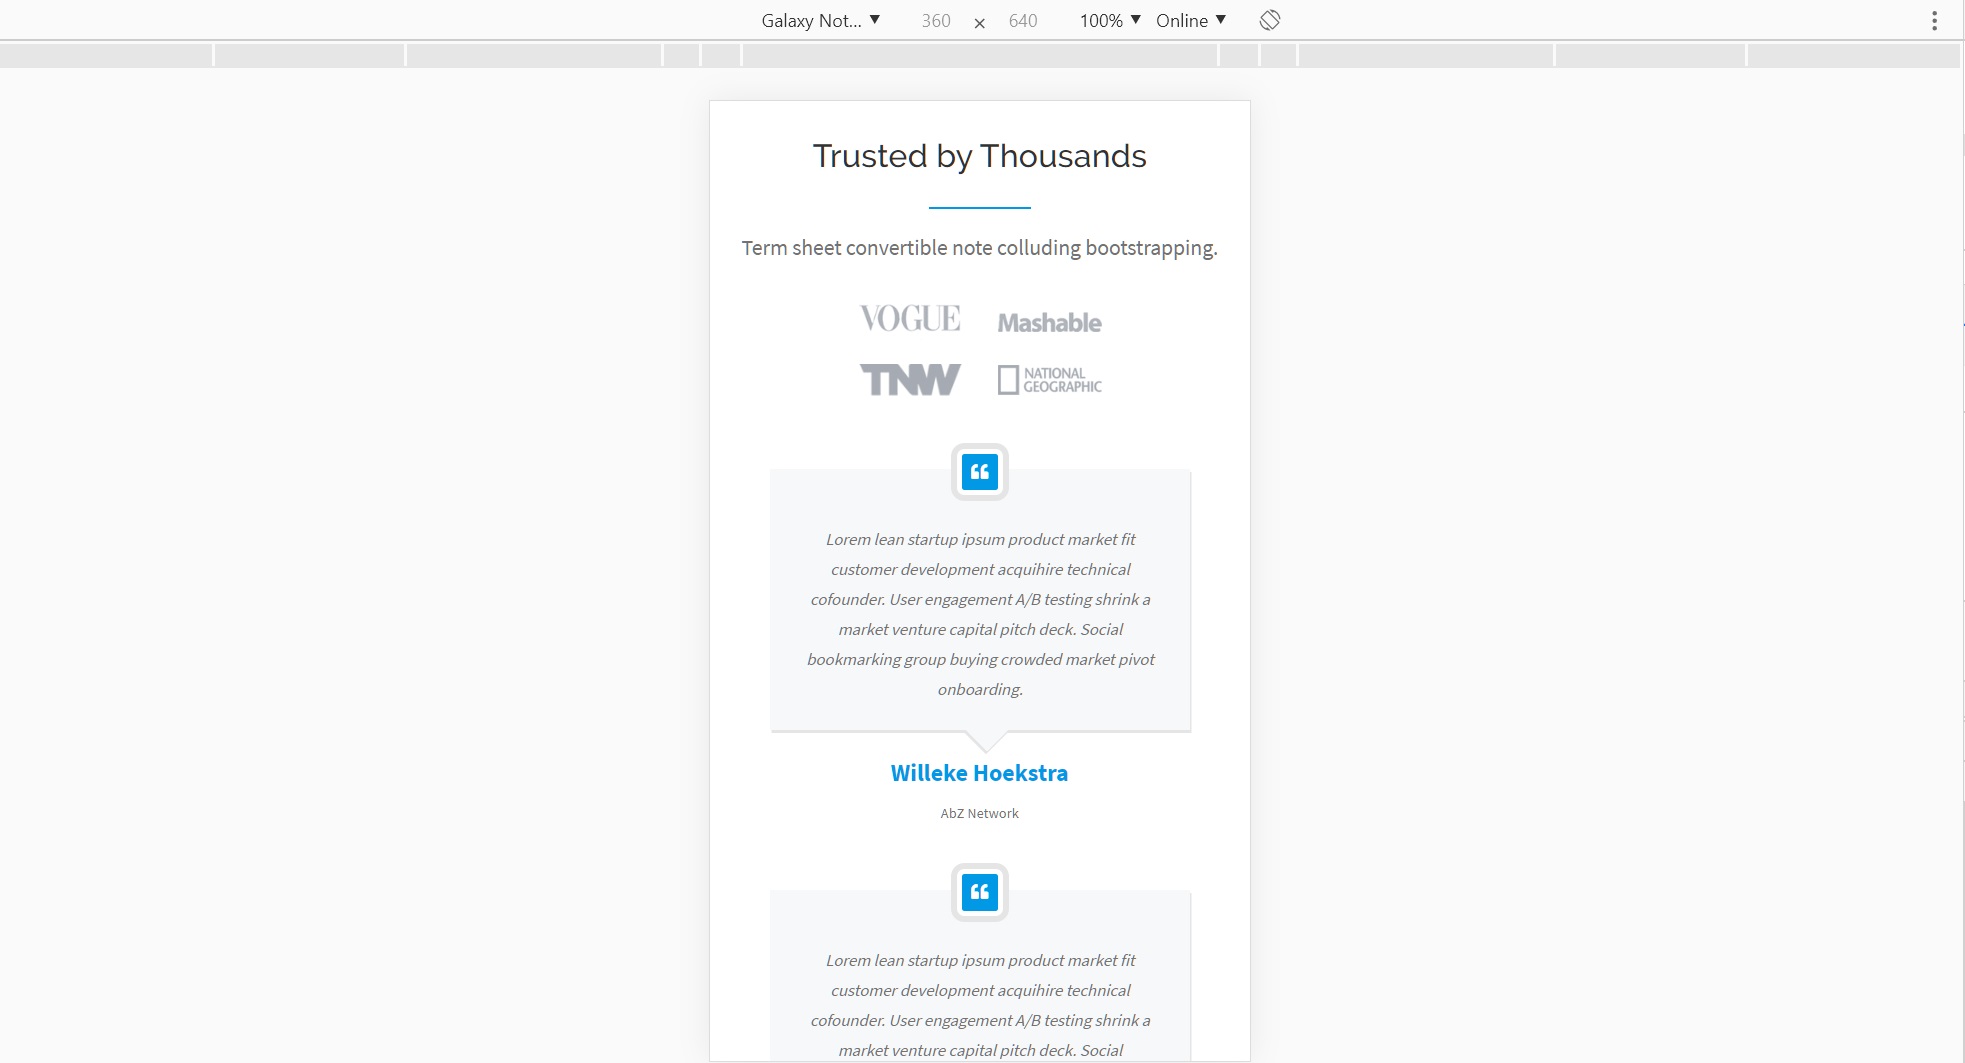 Galaxy Not... ▼ 360 × 640 100% ▼ Online ▼
Trusted by Thousands
Term sheet convertible note colluding bootstrapping.
VOGUE Mashable
TNW NATIONAL
GEOGRAPHIC
Lorem lean startup ipsum product market fit
customer development acquihire technical
cofounder. User engagement A/B testing shrink a
market venture capital pitch deck. Social
bookmarking group buying crowded market pivot
onboarding.
Willeke Hoekstra
AbZ Network
Lorem lean startup ipsum product market fit
customer development acquihire technical
cofounder. User engagement A/B testing shrink a
market venture capital pitch deck. Social